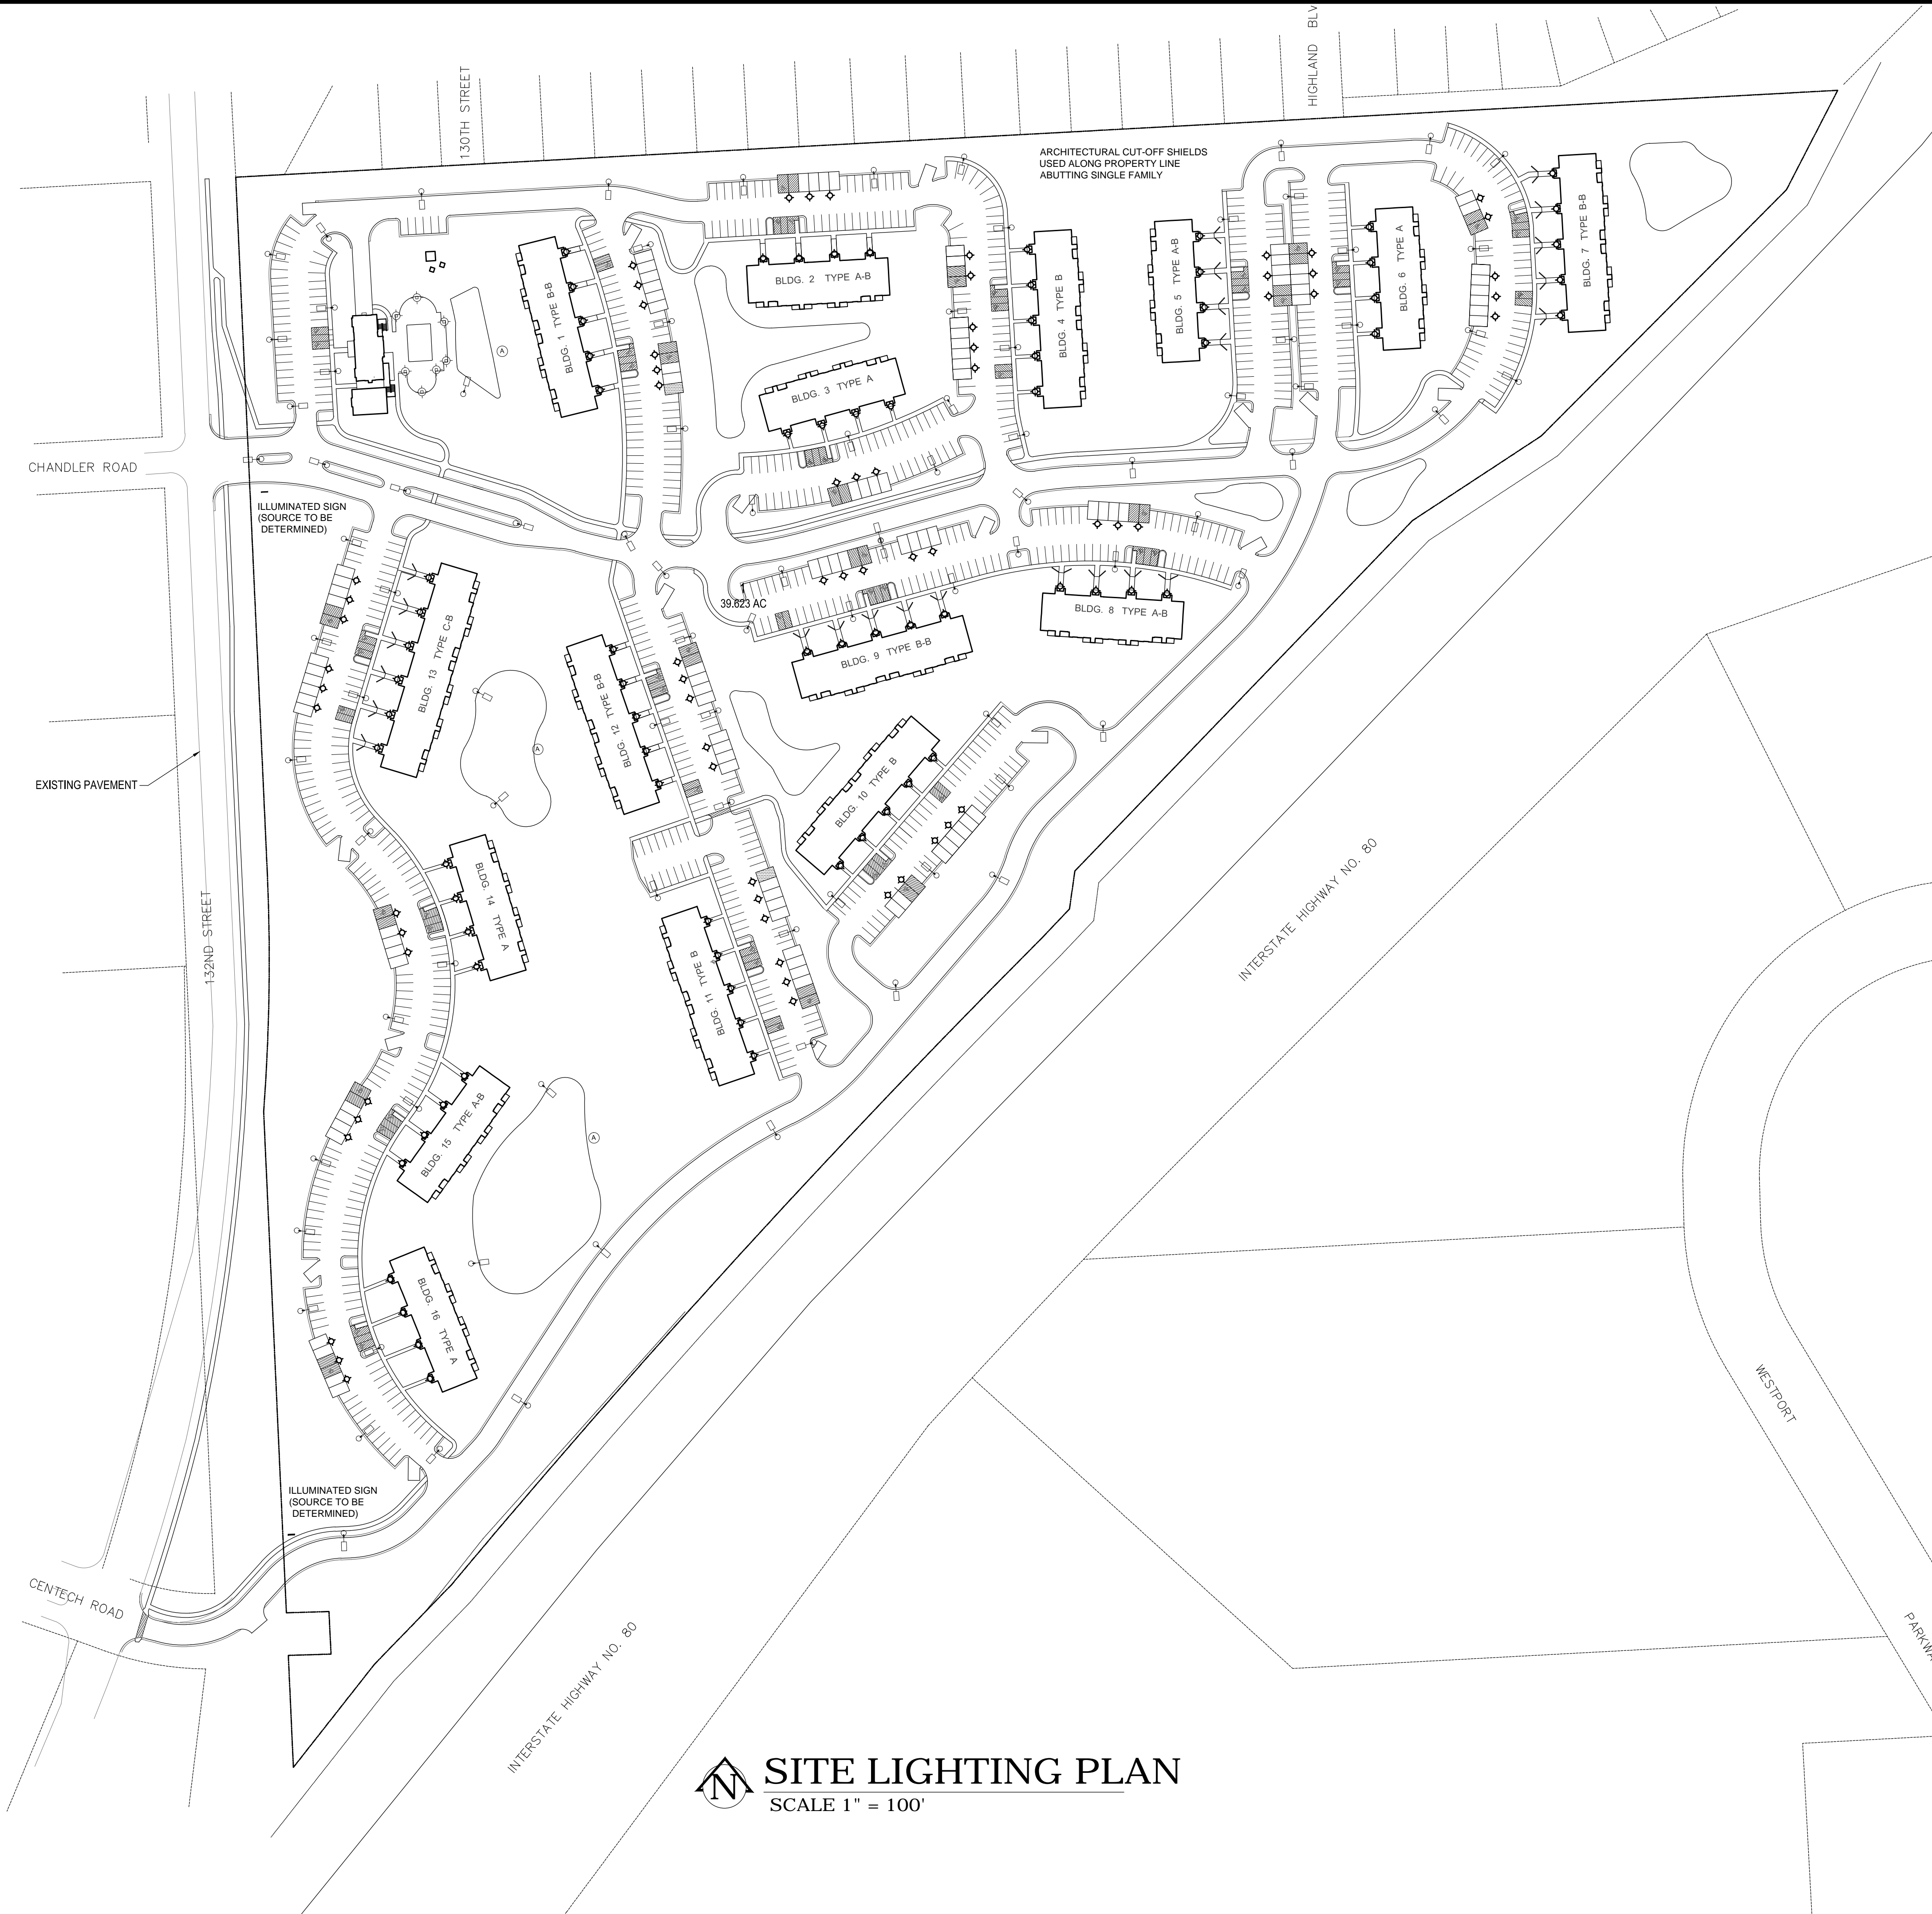 HIGHLAND BLV
130TH STREET
ARCHITECTURAL CUT-OFF SHIELDS
USED ALONG PROPERTY LINE
ABUTTING SINGLE FAMILY
BLDG. 1 TYPE B-B
BLDG. 2 TYPE A-B
BLDG. 3 TYPE A
BLDG. 4 TYPE B
BLDG. 5 TYPE A-B
BLDG. 6 TYPE A
BLDG. 7 TYPE B-B
A
CHANDLER ROAD
ILLUMINATED SIGN
(SOURCE TO BE
DETERMINED)
39.623 AC
BLDG. 8 TYPE A-B
BLDG. 9 TYPE B-B
BLDG. 13 TYPE C-B
BLDG. 12 TYPE B-B
A
BLDG. 10 TYPE B
EXISTING PAVEMENT
132ND STREET
BLDG. 14 TYPE A
BLDG. 11 TYPE B
INTERSTATE HIGHWAY NO. 80
BLDG. 15 TYPE A-B
A
BLDG. 16 TYPE A
WESTPORT
PARKWA
ILLUMINATED SIGN
(SOURCE TO BE
DETERMINED)
CENTECH ROAD
INTERSTATE HIGHWAY NO. 80
N
SITE LIGHTING PLAN
SCALE 1" = 100'